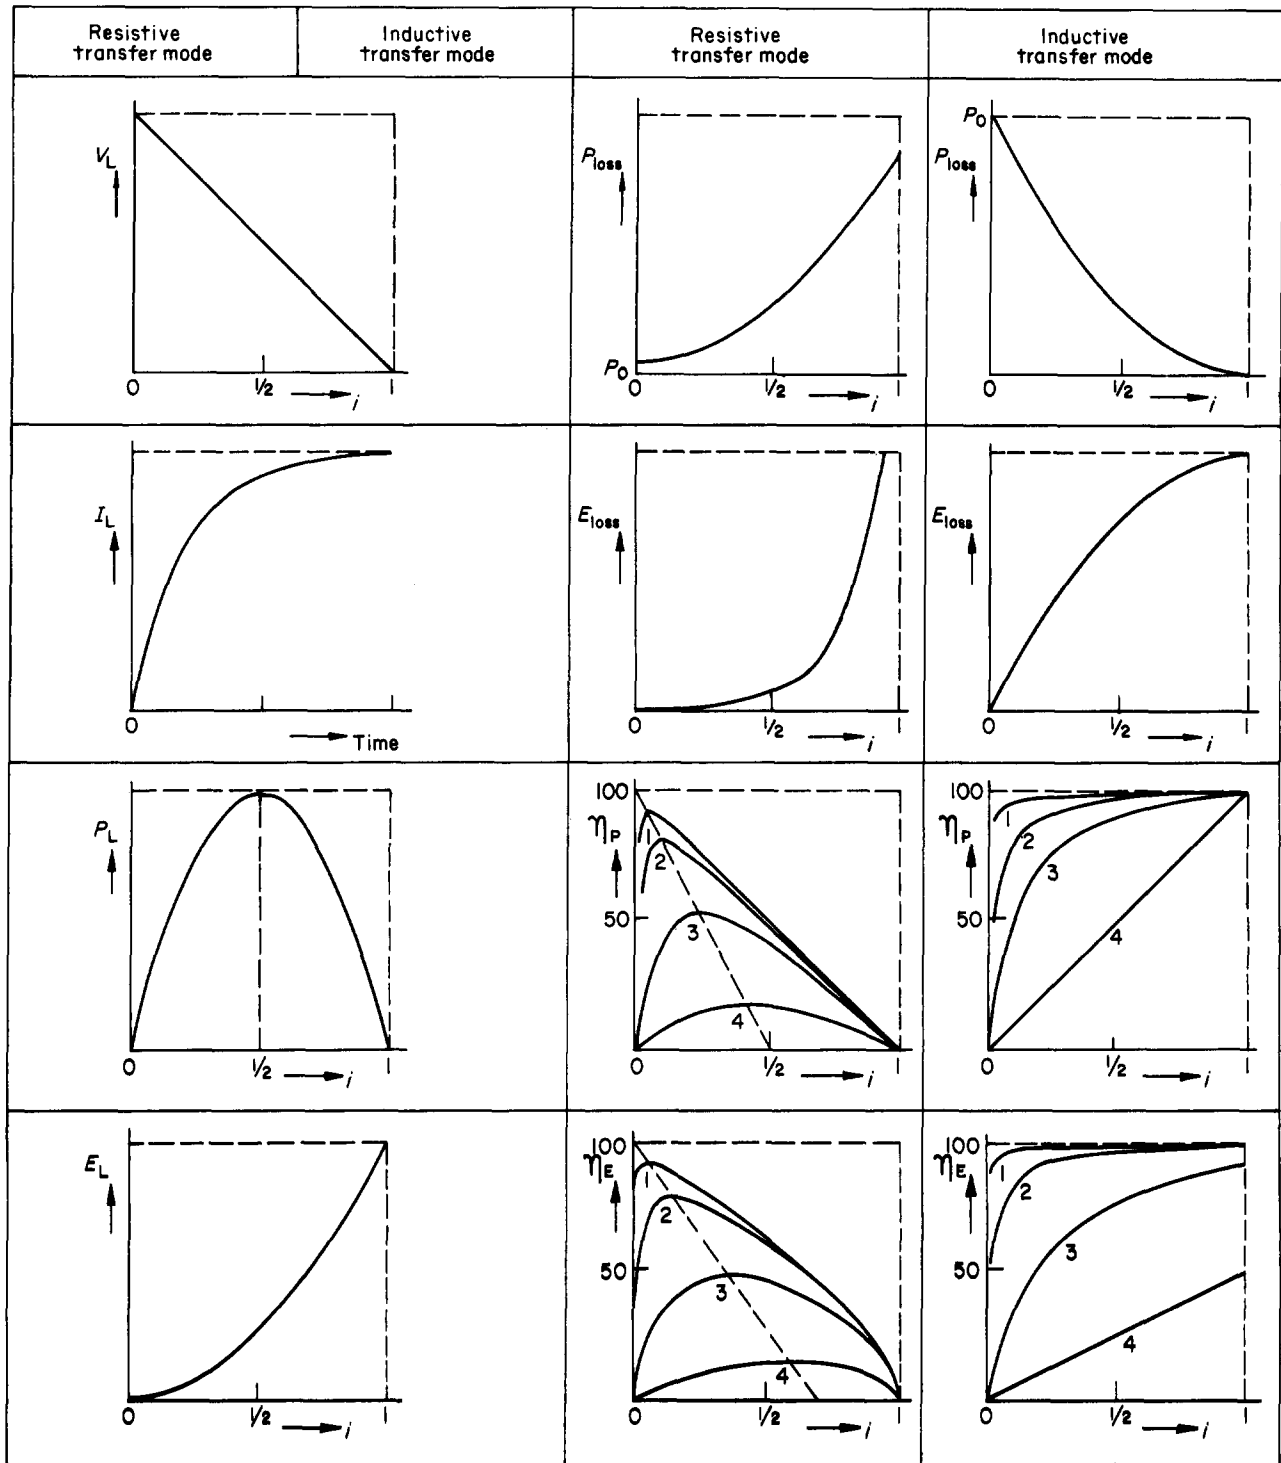 Resistive
transfer mode
Inductive
transfer mode
Resistive
transfer mode
Inductive
transfer mode
V_L
0
1/2
i
1
P_loss
P_0
0
1/2
i
1
P_0
P_loss
0
1/2
i
1
I_L
0
Time
E_loss
0
1/2
i
1
E_loss
0
1/2
i
1
P_L
0
1/2
i
1
100
η_P
50
1
2
3
4
0
1/2
i
1
100
η_P
50
1
2
3
4
0
1/2
i
1
E_L
0
1/2
i
1
100
η_E
50
1
2
3
4
0
1/2
i
1
100
η_E
50
1
2
3
4
0
1/2
i
1